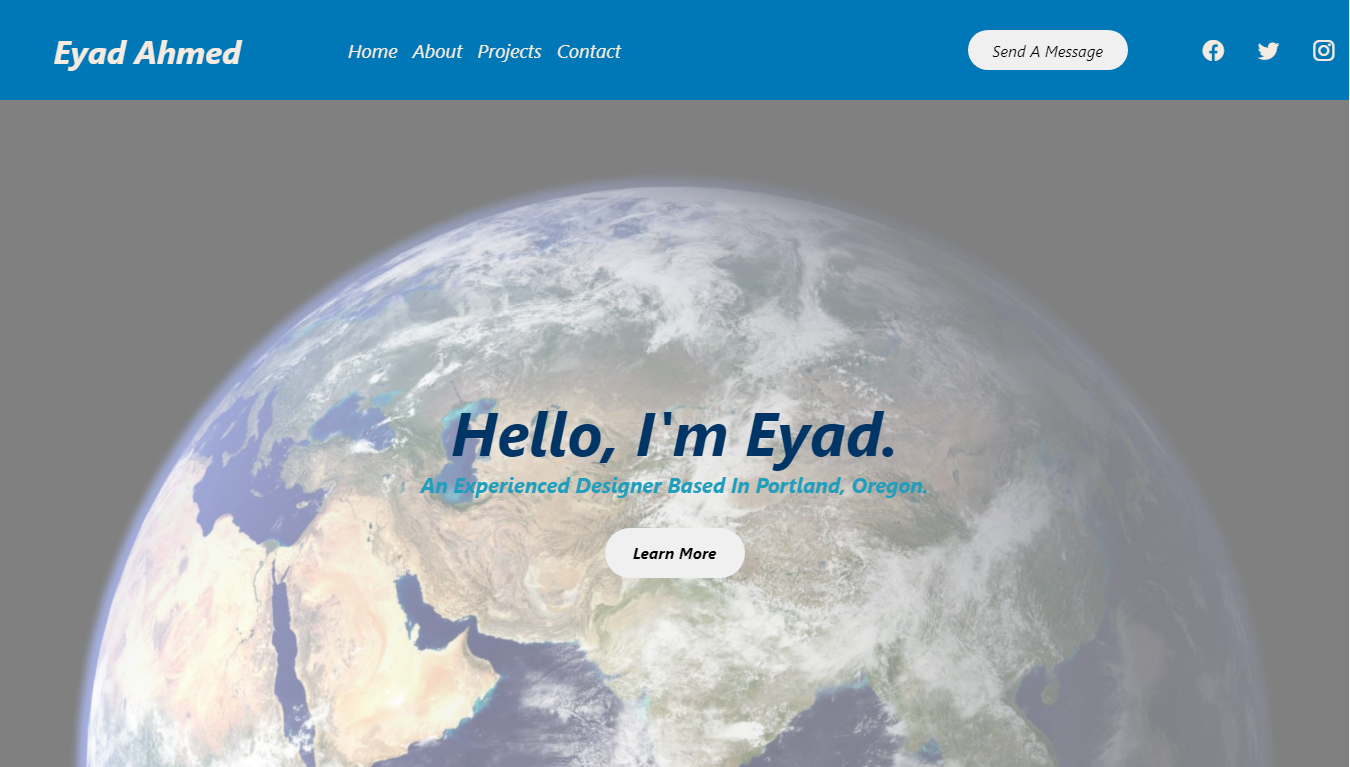 Eyad Ahmed
Home About Projects Contact
Send A Message
Hello, I'm Eyad.
An Experienced Designer Based In Portland, Oregon.
Learn More